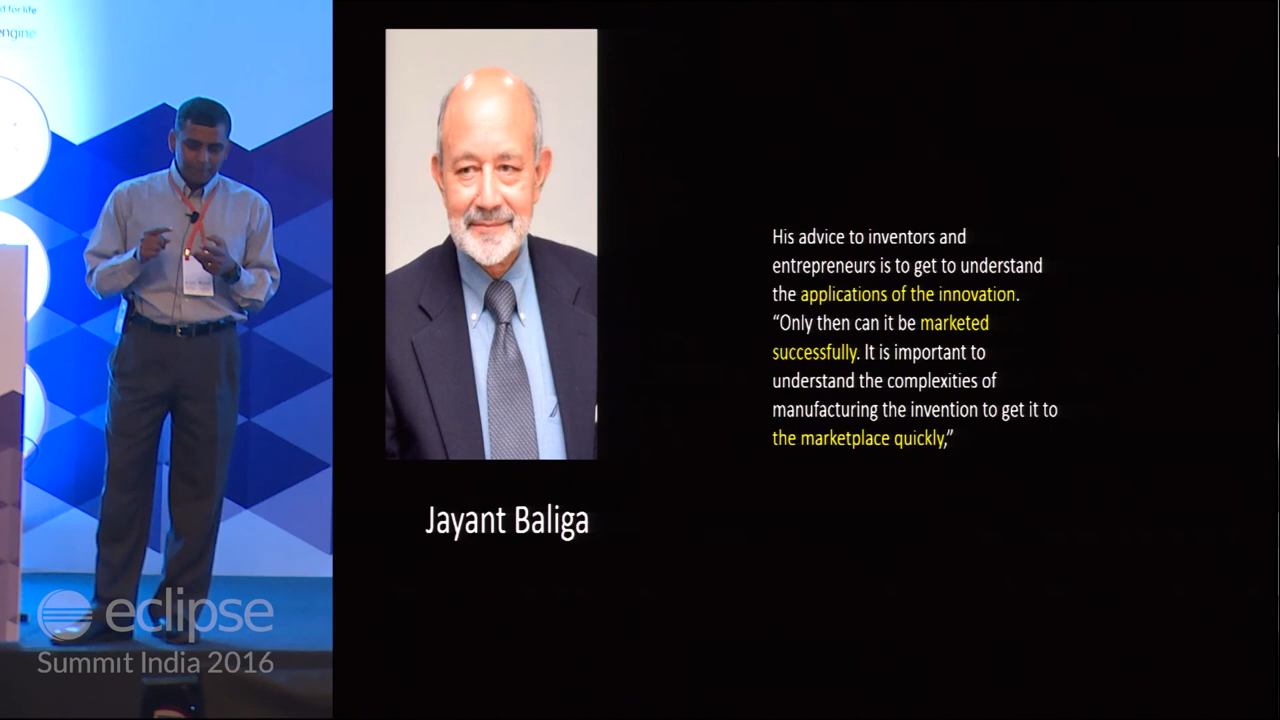 d for life
engine
eclipse
Summit India 2016
Jayant Baliga
His advice to inventors and
entrepreneurs is to get to understand
the applications of the innovation.
“Only then can it be marketed
successfully. It is important to
understand the complexities of
manufacturing the invention to get it to
the marketplace quickly,”